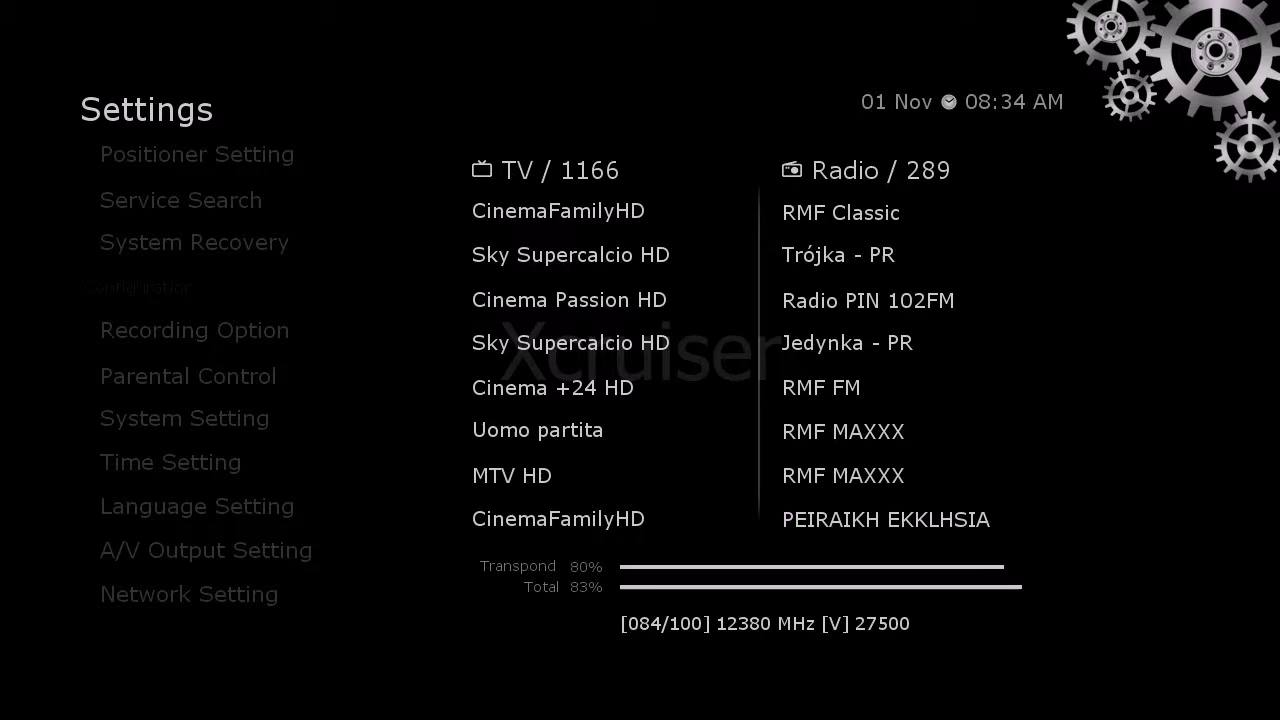 Settings
01 Nov 08:34 AM
Positioner Setting
Service Search
System Recovery
Configuration
Recording Option
Parental Control
System Setting
Time Setting
Language Setting
A/V Output Setting
Network Setting
TV / 1166
CinemaFamilyHD
Sky Supercalcio HD
Cinema Passion HD
Sky Supercalcio HD
Cinema +24 HD
Uomo partita
MTV HD
CinemaFamilyHD
Radio / 289
RMF Classic
Trójka - PR
Radio PIN 102FM
Jedynka - PR
RMF FM
RMF MAXXX
RMF MAXXX
PEIRAIKH EKKLHSIA
Xcruiser
Transpond 80%
Total 83%
[084/100] 12380 MHz [V] 27500